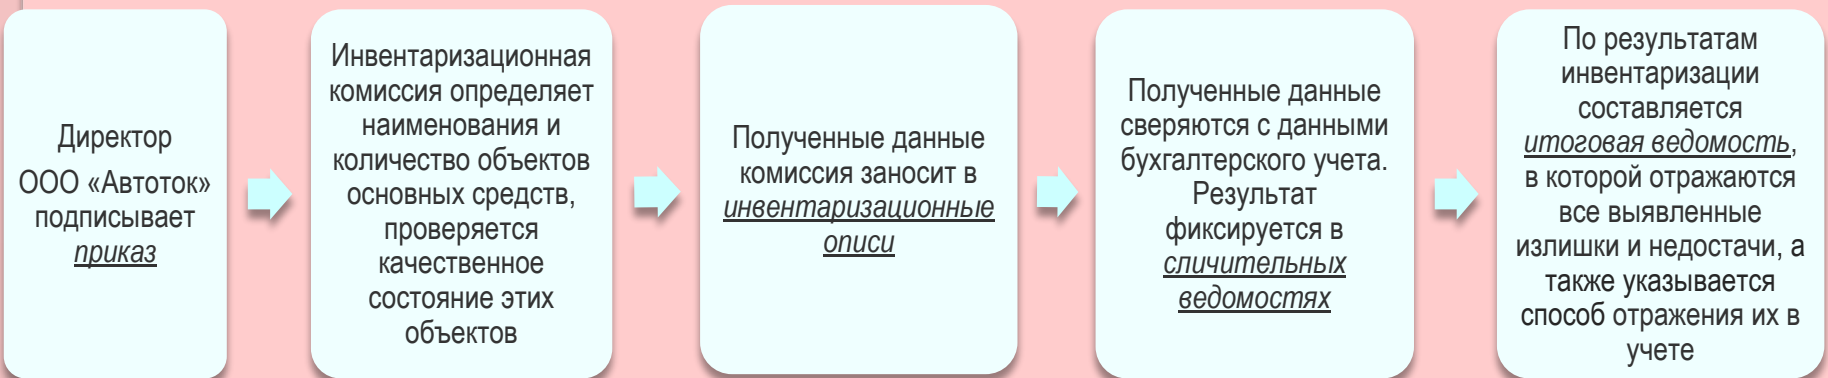 Директор
ООО «Автоток»
подписывает
приказ
Инвентаризационная
комиссия определяет
наименования и
количество объектов
основных средств,
проверяется
качественное
состояние этих
объектов
Полученные данные
комиссия заносит в
инвентаризационные
описи
Полученные данные
сверяются с данными
бухгалтерского учета.
Результат
фиксируется в
сличительных
ведомостях
По результатам
инвентаризации
составляется
итоговая ведомость,
в которой отражаются
все выявленные
излишки и недостачи, а
также указывается
способ отражения их в
учете